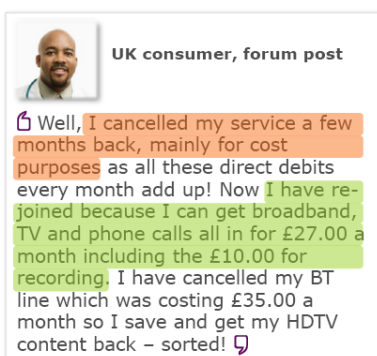 UK consumer, forum post
Well, I cancelled my service a few
months back, mainly for cost
purposes as all these direct debits
every month add up! Now I have re-
joined because I can get broadband,
TV and phone calls all in for £27.00 a
month including the £10.00 for
recording. I have cancelled my BT
line which was costing £35.00 a
month so I save and get my HDTV
content back – sorted!